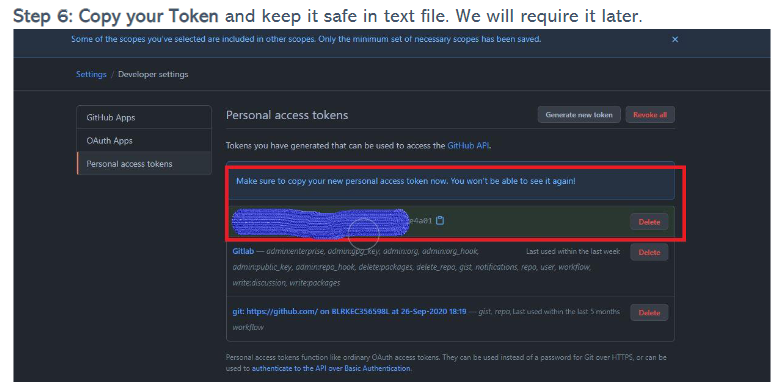 Step 6: Copy your Token and keep it safe in text file. We will require it later.
Some of the scopes you've selected are included in other scopes. Only the minimum set of necessary scopes has been saved.
Settings / Developer settings
GitHub Apps
OAuth Apps
Personal access tokens
Personal access tokens
Generate new token
Revoke all
Tokens you have generated that can be used to access the GitHub API.
Make sure to copy your new personal access token now. You won't be able to see it again!
e4a01
Delete
Gitlab — admin:enterprise, admin:gpg_key, admin:org, admin:org_hook,
admin:public_key, admin:repo_hook, delete:packages, delete_repo, gist, notifications, repo, user, workflow,
write:discussion, write:packages
Last used within the last week
Delete
git: https://github.com/ on BLRKEC356598L at 26-Sep-2020 18:19 — gist, repo,
workflow
Last used within the last 5 months
Delete
Personal access tokens function like ordinary OAuth access tokens. They can be used instead of a password for Git over HTTPS, or can be
used to authenticate to the API over Basic Authentication.